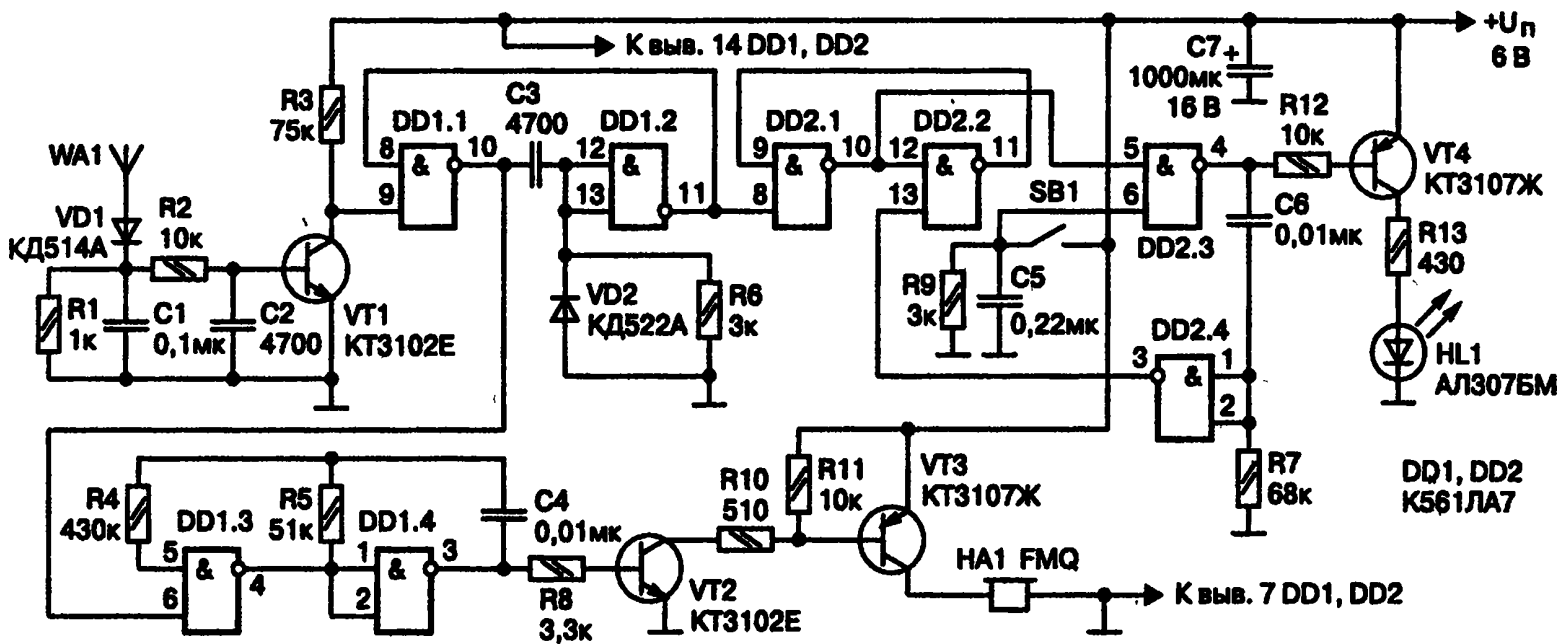 +Uп
6 В
К выв. 14 DD1, DD2
C7
+
1000мк
16 В
R3
75к
C3
4700
DD1.1
8
9
&
10
DD1.2
12
13
&
11
DD2.1
9
8
&
10
DD2.2
12
13
&
11
5
6
&
4
DD2.3
R12
10к
VT4
КТ3107Ж
WA1
VD1
КД514А
R2
10к
SB1
C6
0,01мк
R13
430
R1
1к
C1
0,1мк
C2
4700
VT1
КТ3102Е
VD2
КД522А
R6
3к
R9
3к
C5
0,22мк
DD2.4
3
&
1
2
HL1
АЛ307БМ
R4
430к
DD1.3
5
6
&
4
R5
51к
DD1.4
1
2
&
3
C4
0,01мк
R8
3,3к
VT2
КТ3102Е
R10
510
R11
10к
VT3
КТ3107Ж
HA1 FMQ
R7
68к
DD1, DD2
К561ЛА7
К выв. 7 DD1, DD2